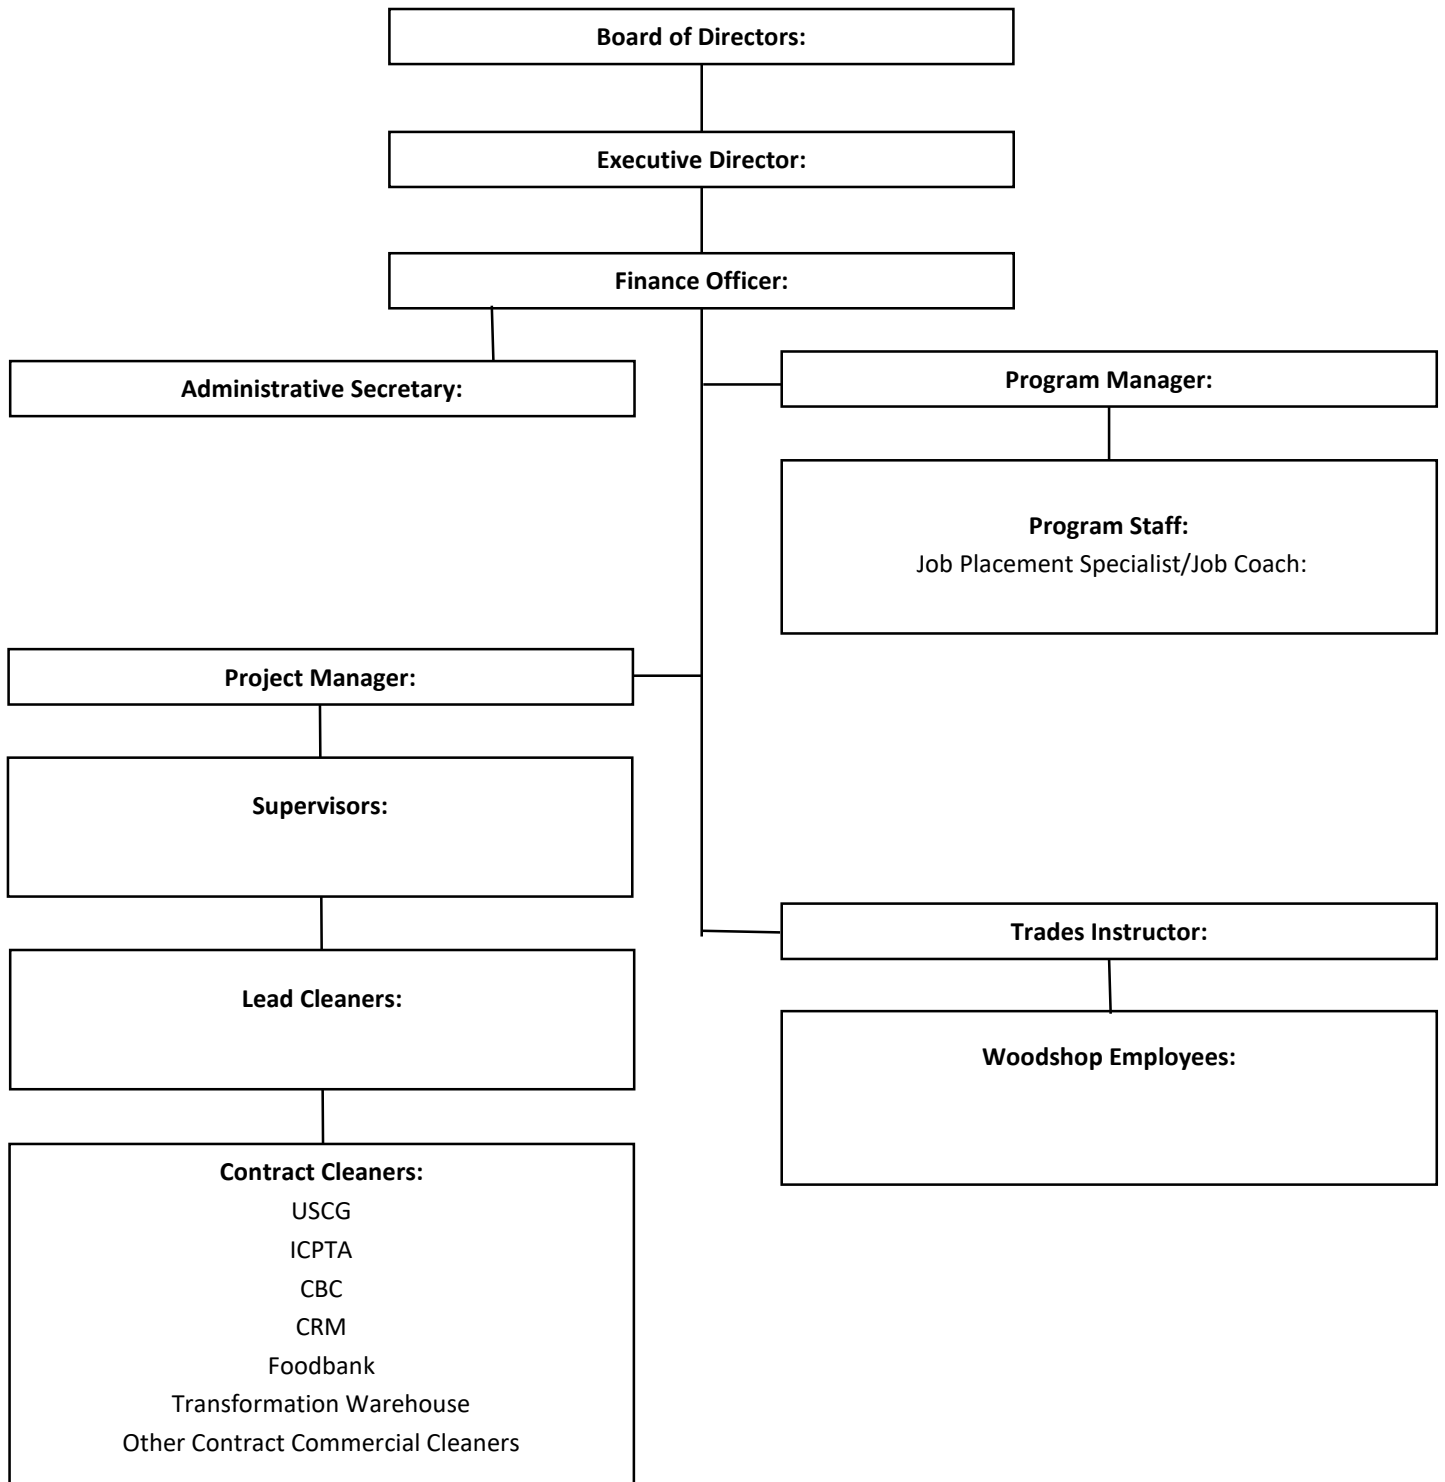 Board of Directors:
Executive Director:
Finance Officer:
Administrative Secretary:
Program Manager:
Program Staff:
Job Placement Specialist/Job Coach:
Project Manager:
Supervisors:
Lead Cleaners:
Contract Cleaners:
USCG
ICPTA
CBC
CRM
Foodbank
Transformation Warehouse
Other Contract Commercial Cleaners
Trades Instructor:
Woodshop Employees: